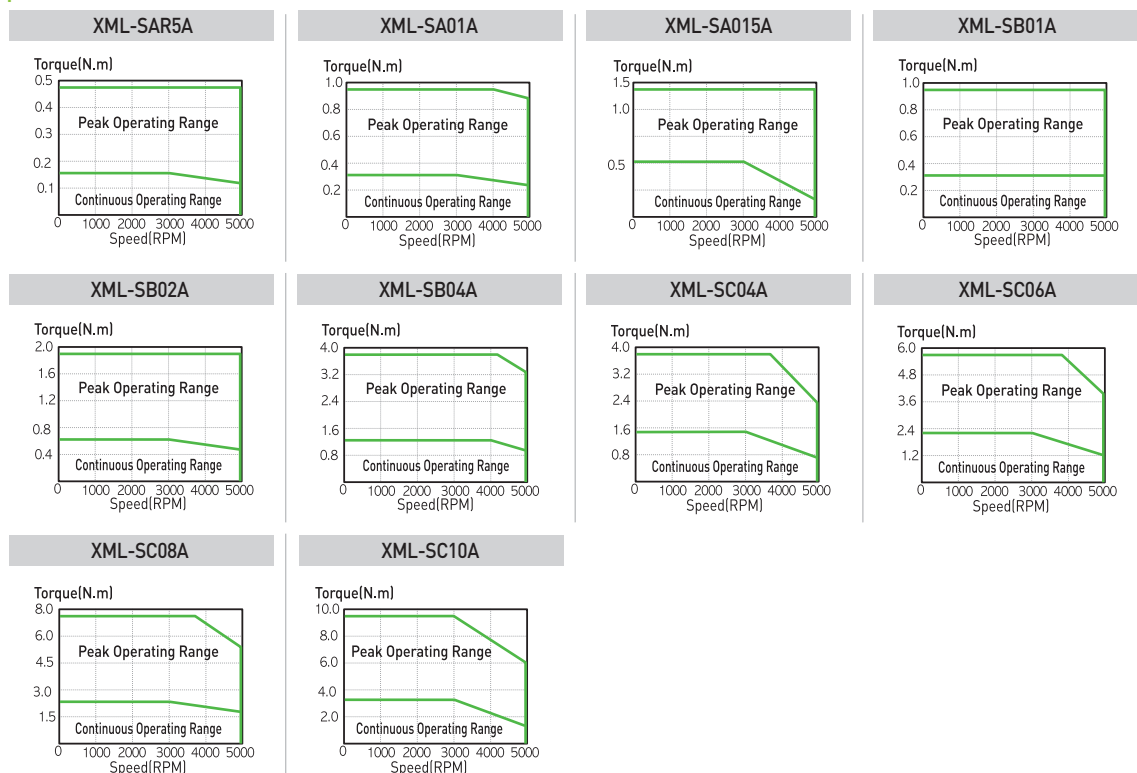 XML-SAR5A
Torque(N.m)
0.5
0.4
0.3
0.2
0.1
Peak Operating Range
Continuous Operating Range
0 1000 2000 3000 4000 5000
Speed(RPM)
XML-SA01A
Torque(N.m)
1.0
0.8
0.6
0.4
0.2
Peak Operating Range
Continuous Operating Range
0 1000 2000 3000 4000 5000
Speed(RPM)
XML-SA015A
Torque(N.m)
1.5
1.0
0.5
Peak Operating Range
Continuous Operating Range
0 1000 2000 3000 4000 5000
Speed(RPM)
XML-SB01A
Torque(N.m)
1.0
0.8
0.6
0.4
0.2
Peak Operating Range
Continuous Operating Range
0 1000 2000 3000 4000 5000
Speed(RPM)
XML-SB02A
Torque(N.m)
2.0
1.6
1.2
0.8
0.4
Peak Operating Range
Continuous Operating Range
0 1000 2000 3000 4000 5000
Speed(RPM)
XML-SB04A
Torque(N.m)
4.0
3.2
2.4
1.6
0.8
Peak Operating Range
Continuous Operating Range
0 1000 2000 3000 4000 5000
Speed(RPM)
XML-SC04A
Torque(N.m)
4.0
3.2
2.4
1.6
0.8
Peak Operating Range
Continuous Operating Range
0 1000 2000 3000 4000 5000
Speed(RPM)
XML-SC06A
Torque(N.m)
6.0
4.8
3.6
2.4
1.2
Peak Operating Range
Continuous Operating Range
0 1000 2000 3000 4000 5000
Speed(RPM)
XML-SC08A
Torque(N.m)
8.0
6.0
4.5
3.0
1.5
Peak Operating Range
Continuous Operating Range
0 1000 2000 3000 4000 5000
Speed(RPM)
XML-SC10A
Torque(N.m)
10.0
8.0
6.0
4.0
2.0
Peak Operating Range
Continuous Operating Range
0 1000 2000 3000 4000 5000
Speed(RPM)